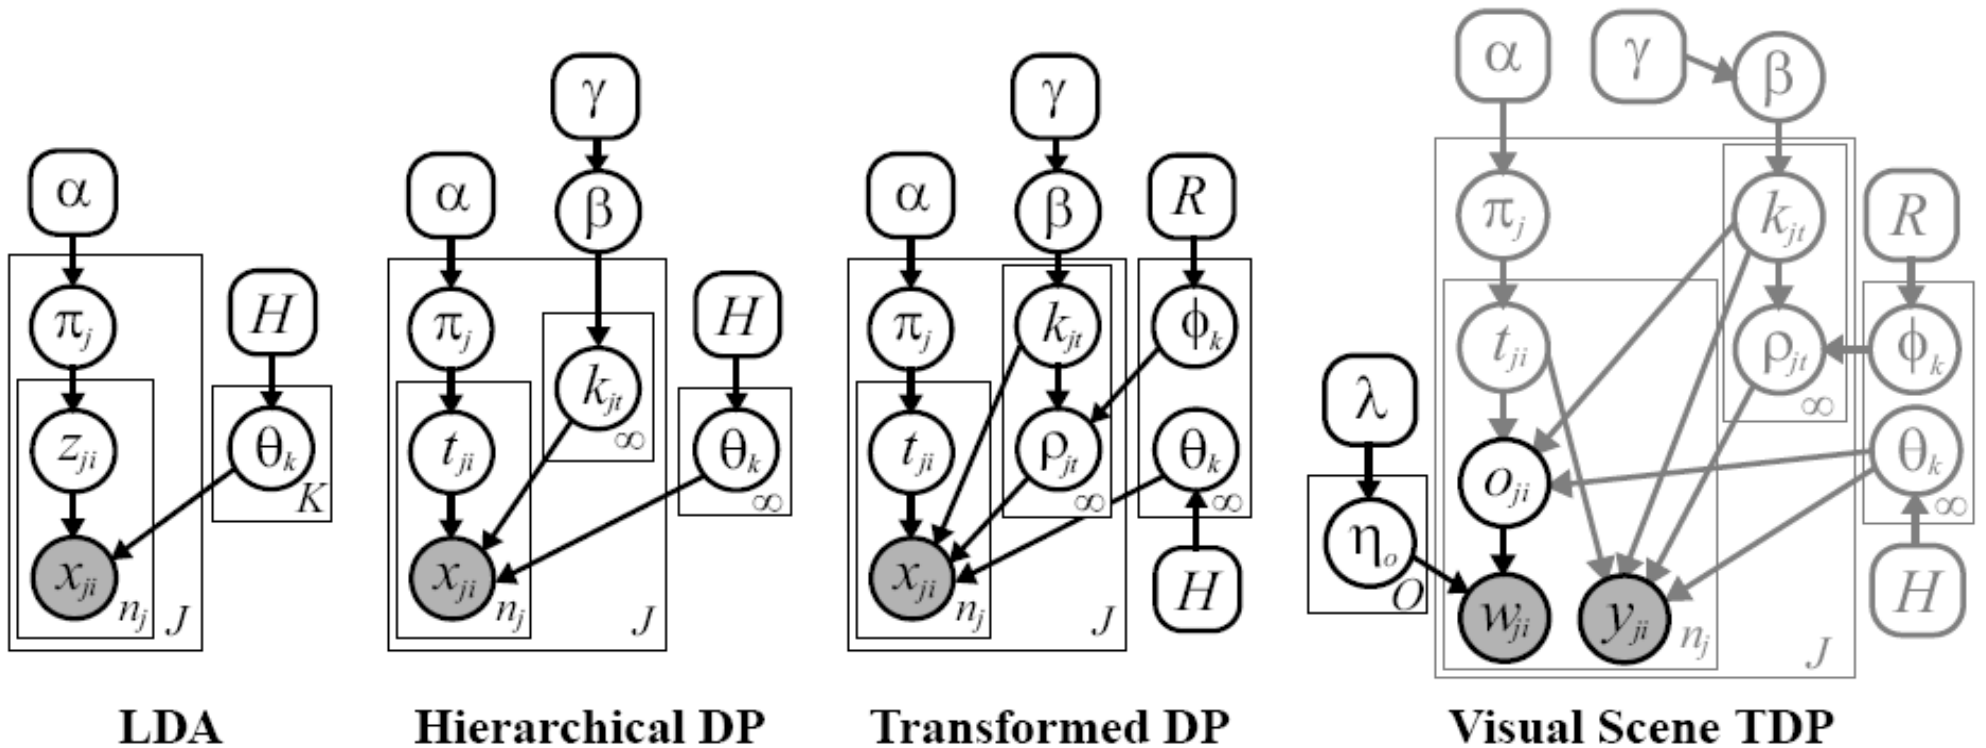 α
π_j
z_ji
x_ji
n_j
J
H
θ_k
K
LDA
γ
α
β
π_j
k_jt
∞
t_ji
x_ji
n_j
J
H
θ_k
∞
Hierarchical DP
γ
α
β
R
π_j
k_jt
ϕ_k
t_ji
ρ_jt
∞
θ_k
∞
x_ji
n_j
J
H
Transformed DP
α
γ
β
π_j
k_jt
R
t_ji
ρ_jt
∞
ϕ_k
λ
θ_k
∞
o_ji
η_o
O
w_ji
y_ji
n_j
J
H
Visual Scene TDP